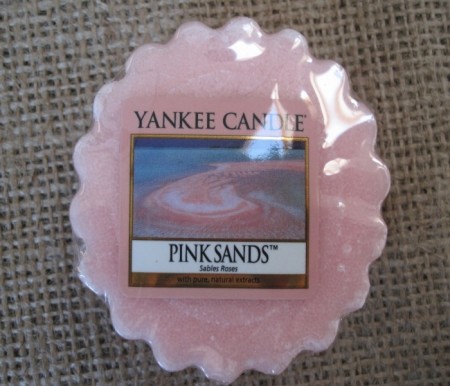 YANKEE CANDLE®
PINK SANDS™
Sables Roses
with pure, natural extracts